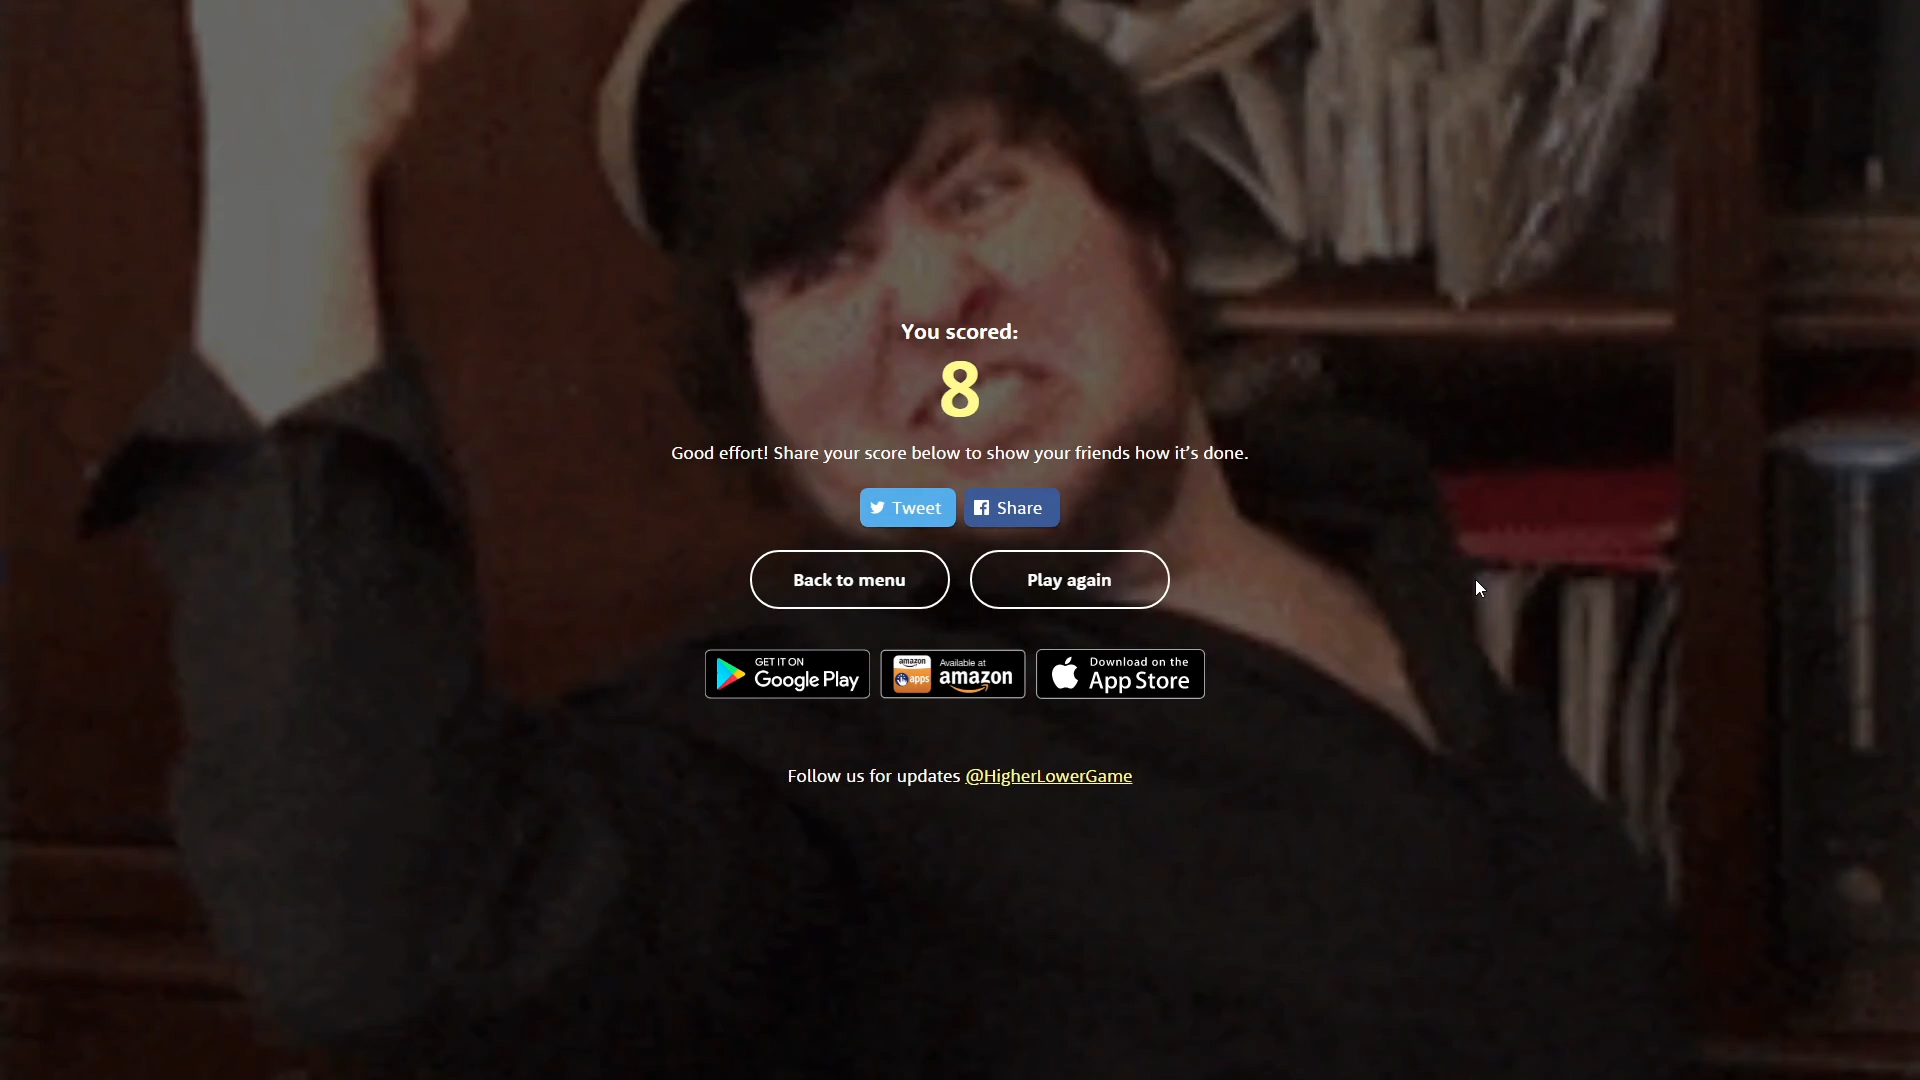 You scored:
8
Good effort! Share your score below to show your friends how it's done.
Tweet Share
Back to menu Play again
GET IT ON Google Play
amazon apps Available at amazon
Download on the App Store
Follow us for updates @HigherLowerGame